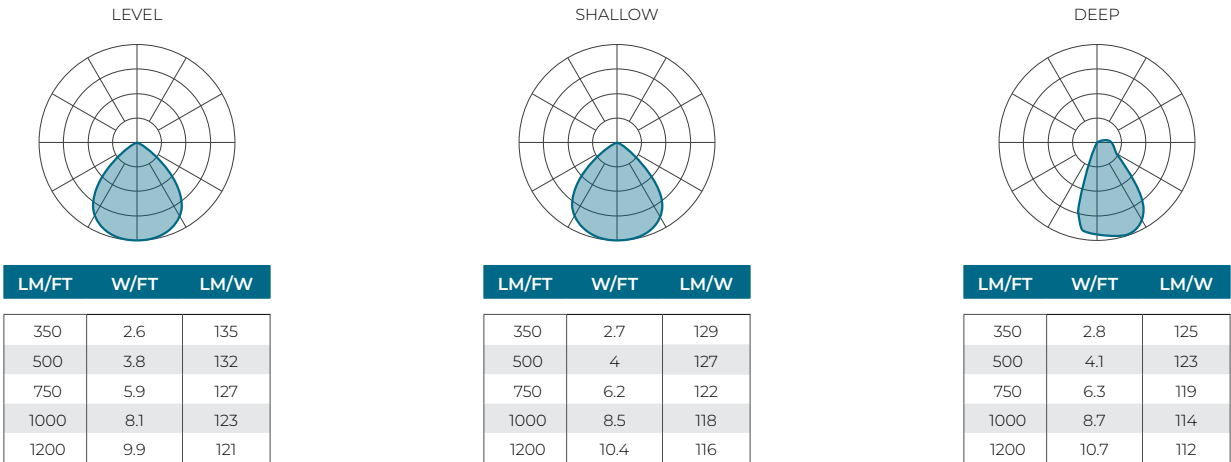 LEVEL
LM/FT W/FT LM/W
350 2.6 135
500 3.8 132
750 5.9 127
1000 8.1 123
1200 9.9 121
SHALLOW
LM/FT W/FT LM/W
350 2.7 129
500 4 127
750 6.2 122
1000 8.5 118
1200 10.4 116
DEEP
LM/FT W/FT LM/W
350 2.8 125
500 4.1 123
750 6.3 119
1000 8.7 114
1200 10.7 112